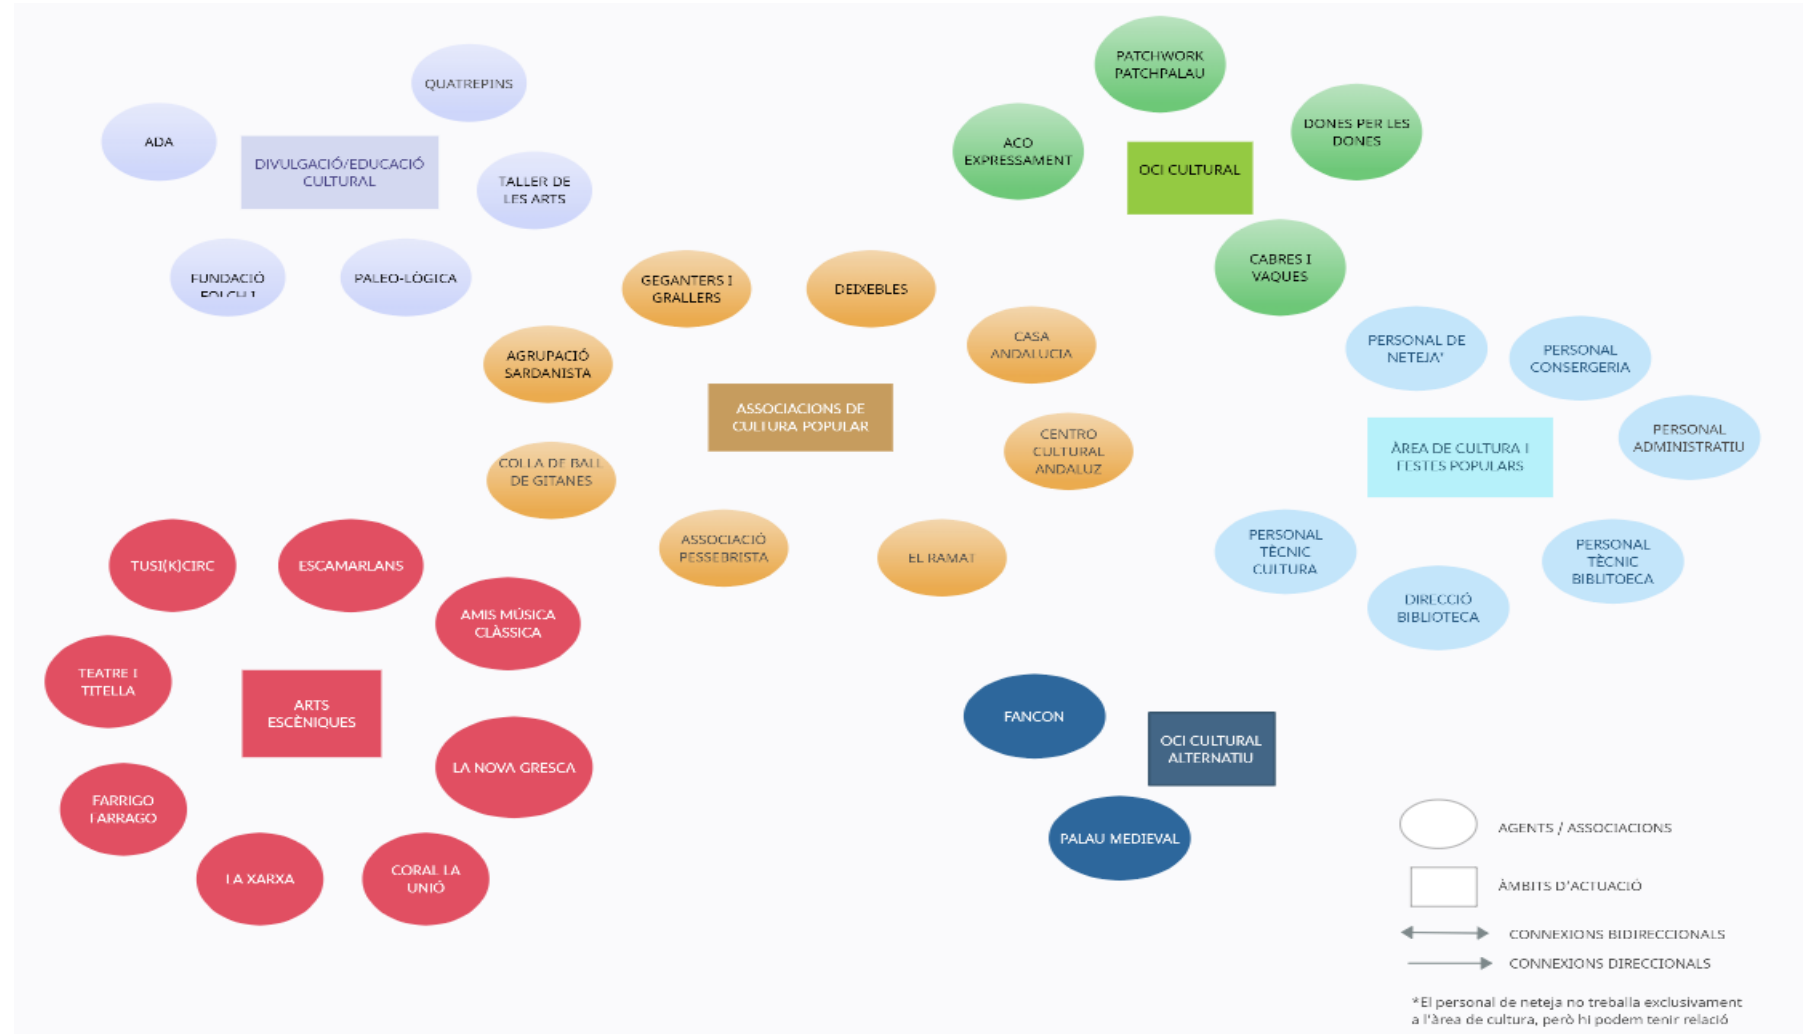 QUATREPINS
ADA
DIVULGACIÓ/EDUCACIÓ
CULTURAL
TALLER DE
LES ARTS
FUNDACIÓ
FOLCH I
PALEO-LÒGICA
PATCHWORK
PATCHPALAU
ACO
EXPRESSAMENT
OCI CULTURAL
DONES PER LES
DONES
CABRES I
VAQUES
GEGANTERS I
GRALLERS
DEIXEBLES
AGRUPACIÓ
SARDANISTA
CASA
ANDALUCIA
ASSOCIACIONS DE
CULTURA POPULAR
COLLA DE BALL
DE GITANES
CENTRO
CULTURAL
ANDALUZ
ASSOCIACIÓ
PESSEBRISTA
EL RAMAT
PERSONAL DE
NETEJA*
PERSONAL
CONSERGERIA
PERSONAL
ADMINISTRATIU
ÀREA DE CULTURA I
FESTES POPULARS
PERSONAL
TÈCNIC
CULTURA
PERSONAL
TÈCNIC
BIBLITOECA
DIRECCIÓ
BIBLIOTECA
TUSI(K)CIRC
ESCAMARLANS
AMIS MÚSICA
CLÀSSICA
TEATRE I
TITELLA
ARTS
ESCÈNIQUES
LA NOVA GRESCA
FARRIGO
FARRAGO
LA XARXA
CORAL LA
UNIÓ
FANCON
OCI CULTURAL
ALTERNATIU
PALAU MEDIEVAL
AGENTS / ASSOCIACIONS
ÀMBITS D'ACTUACIÓ
CONNEXIONS BIDIRECCIONALS
CONNEXIONS DIRECCIONALS
*El personal de neteja no treballa exclusivament
a l'àrea de cultura, però hi podem tenir relació